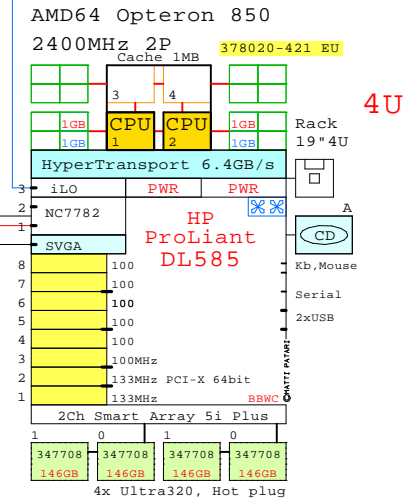 AMD64 Opteron 850
2400MHz 2P
378020-421 EU
Cache 1MB
3 4
4U
1GB CPU CPU 1GB
1GB 1 2 1GB
Rack
19"4U
HyperTransport 6.4GB/s
3 iLO PWR PWR
2 NC7782
1
HP
ProLiant
DL585
SVGA
A
CD
8 100
Kb,Mouse
7 100
Serial
6 100
2xUSB
5 100
4 100
3 100MHz
2 133MHz PCI-X 64bit
1 133MHz
BBWC
©MATTI PATARI
2Ch Smart Array 5i Plus
1 0 1 0
347708 347708 347708 347708
146GB 146GB 146GB 146GB
4x Ultra320, Hot plug